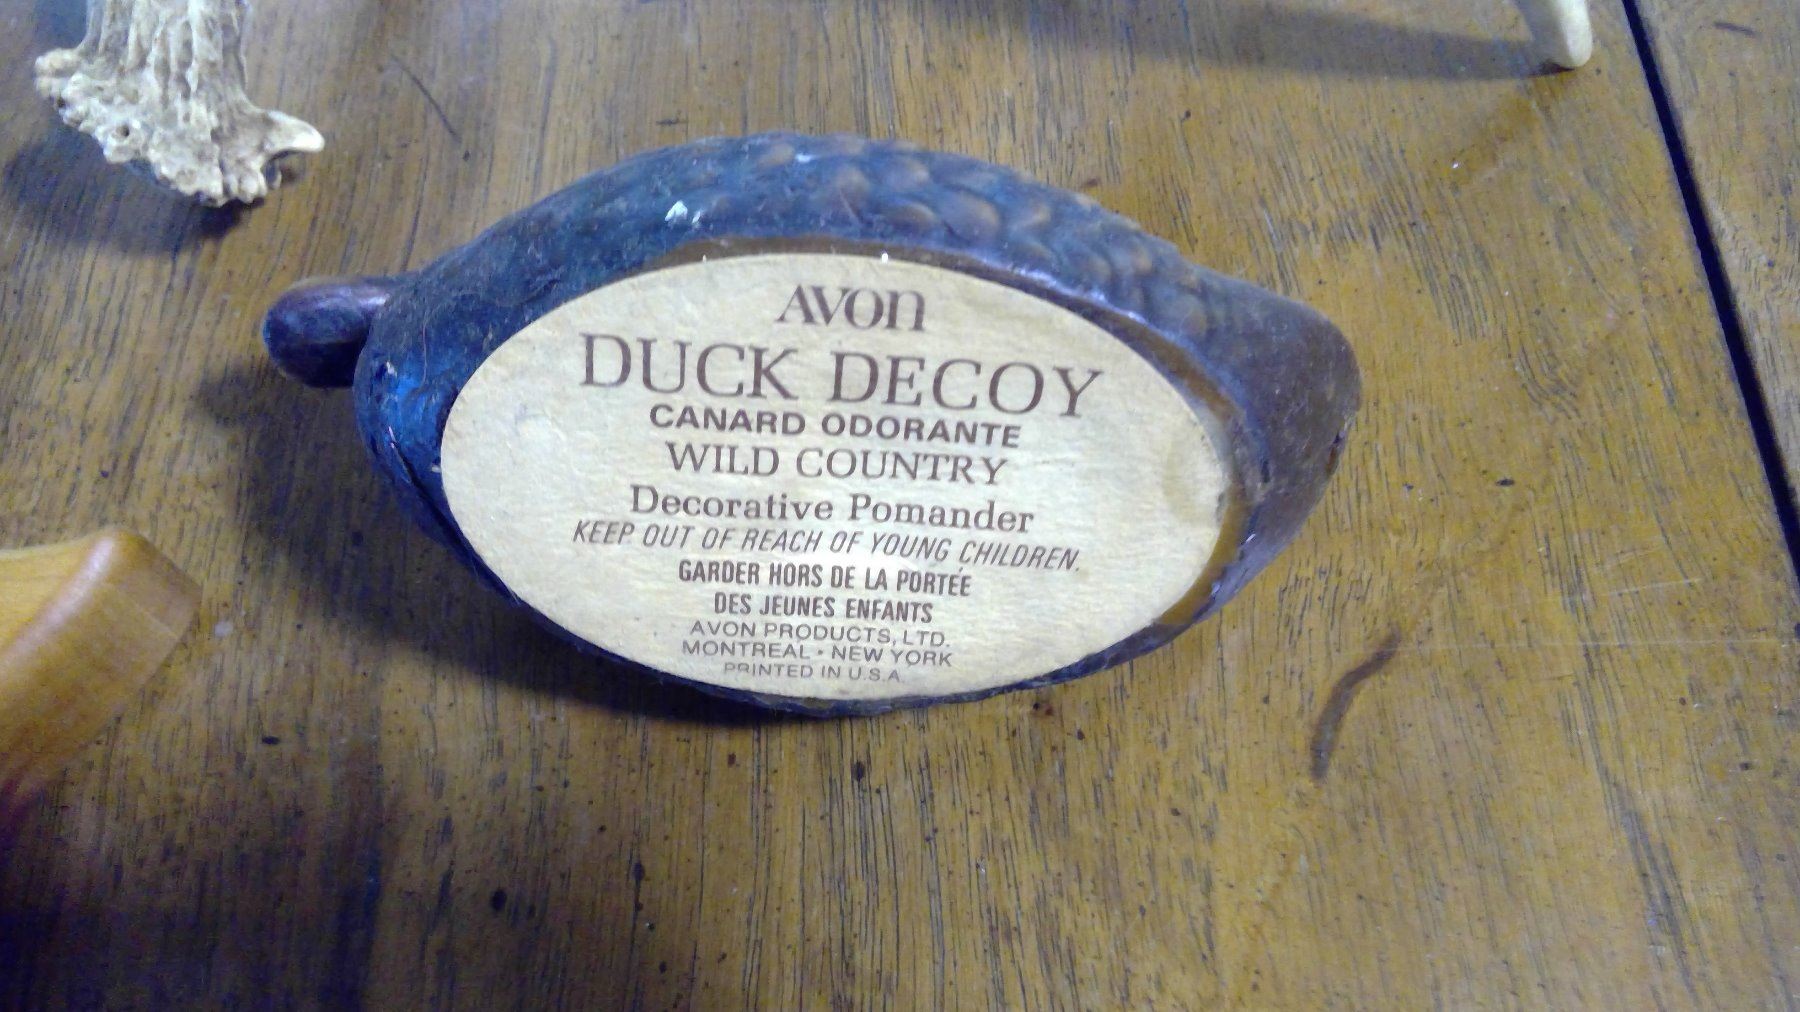 AVON
DUCK DECOY
CANARD ODORANTE
WILD COUNTRY
Decorative Pomander
KEEP OUT OF REACH OF YOUNG CHILDREN.
GARDER HORS DE LA PORTÉE
DES JEUNES ENFANTS
AVON PRODUCTS, LTD.
MONTREAL • NEW YORK
PRINTED IN U.S.A.